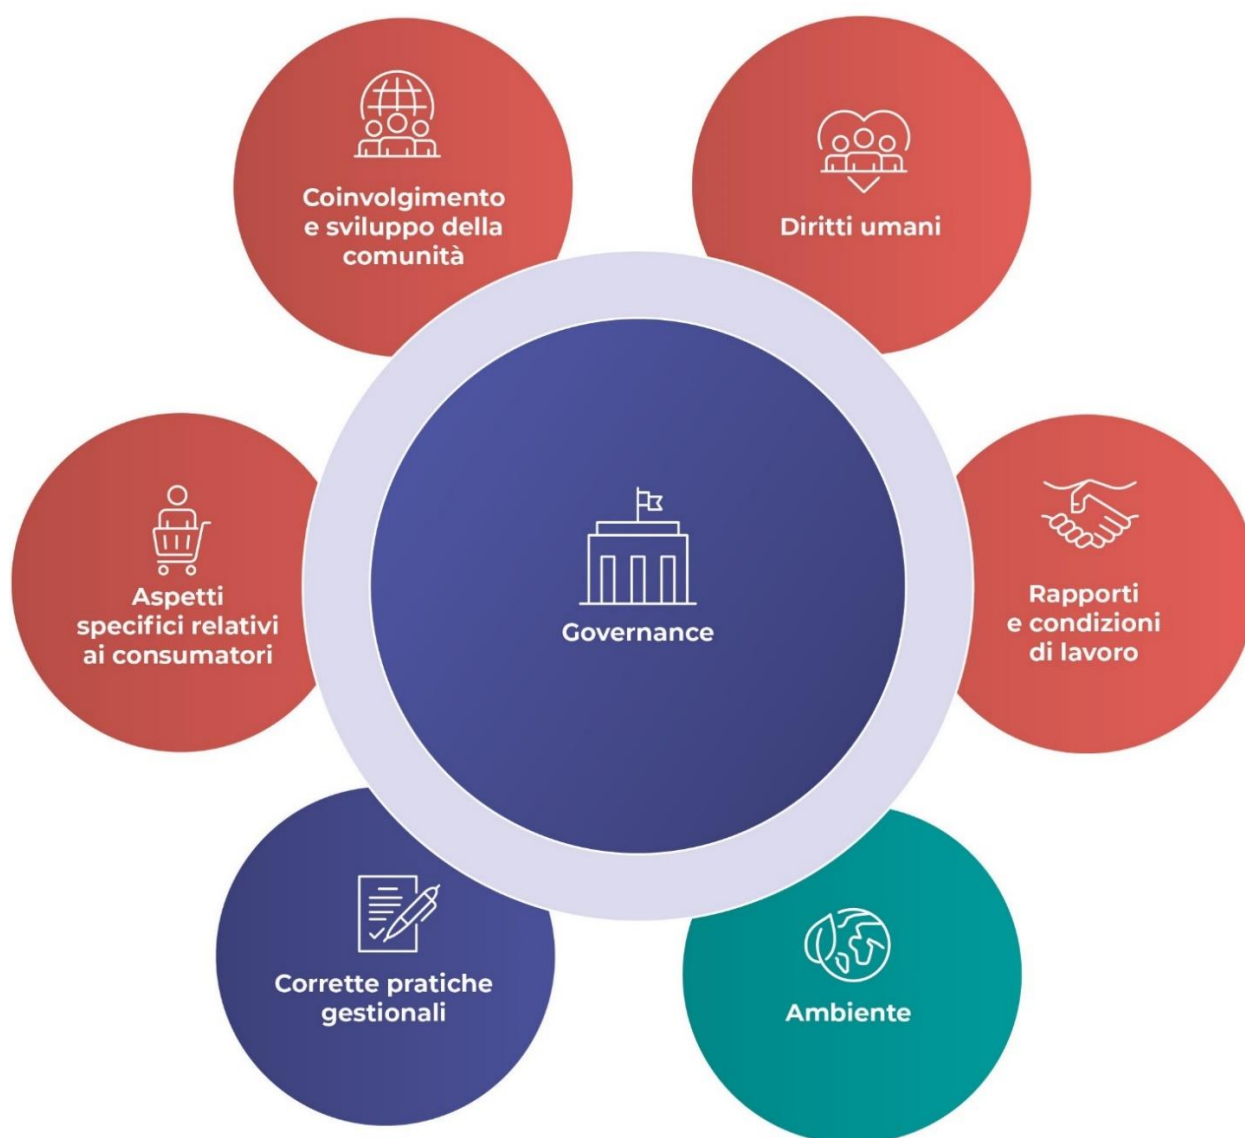 Coinvolgimento
e sviluppo della
comunità
Diritti umani
Aspetti
specifici relativi
ai consumatori
Governance
Rapporti
e condizioni
di lavoro
Corrette pratiche
gestionali
Ambiente